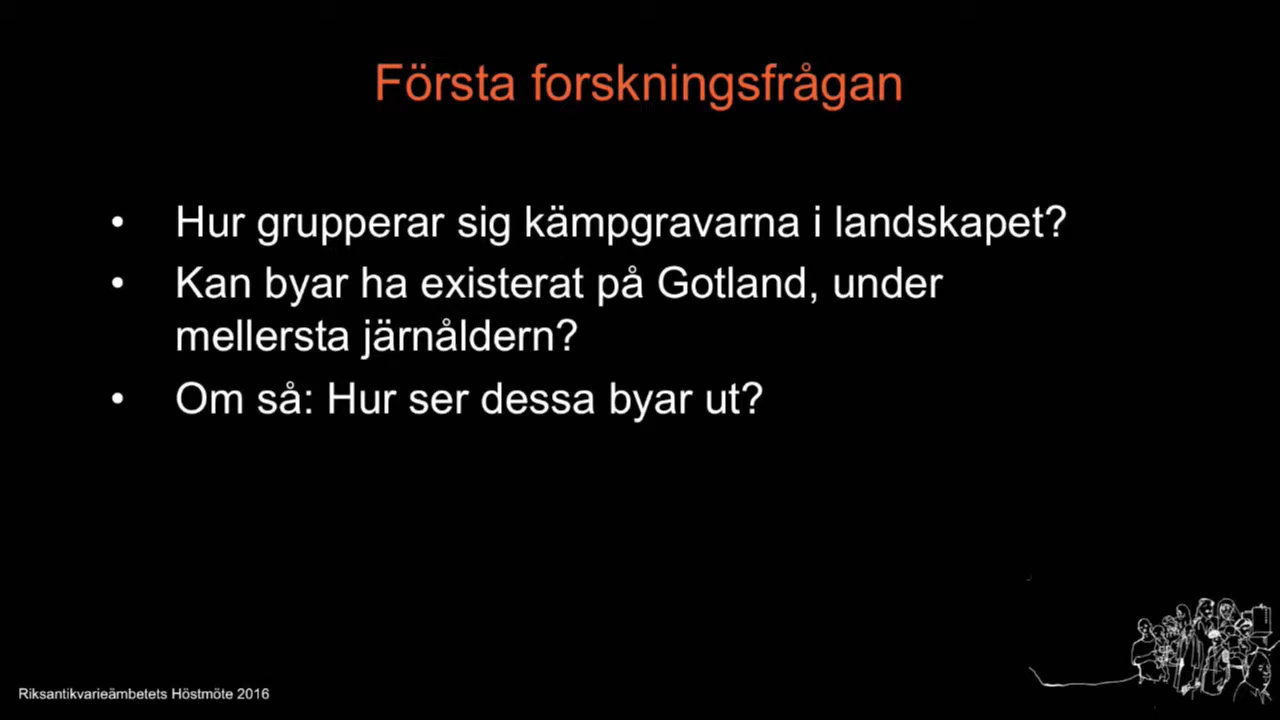 Första forskningsfrågan
• Hur grupperar sig kämpgravarna i landskapet?
• Kan byar ha existerat på Gotland, under
mellersta järnåldern?
• Om så: Hur ser dessa byar ut?
Riksantikvarieämbetets Höstmöte 2016